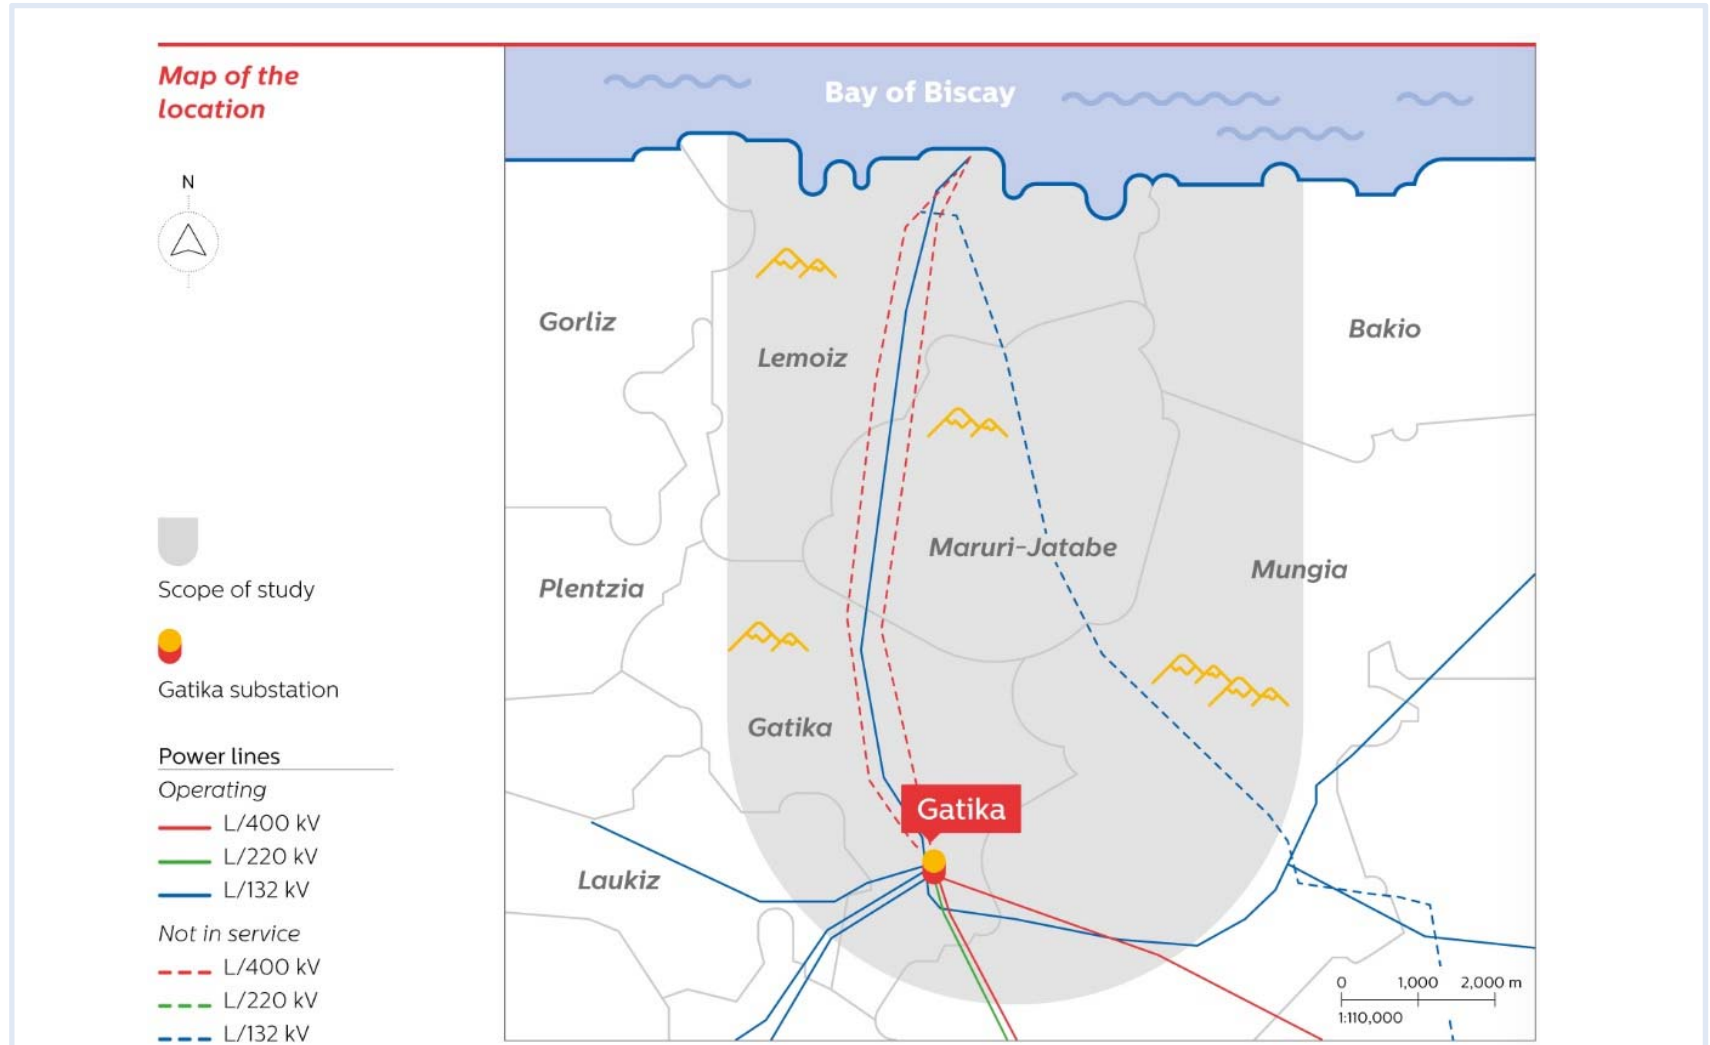 Map of the
location
Bay of Biscay
N
Gorliz
Bakio
Lemoiz
Maruri-Jatabe
Mungia
Plentzia
Scope of study
Gatika substation
Gatika
Gatika
Laukiz
Power lines
Operating
L/400 kV
L/220 kV
L/132 kV
Not in service
L/400 kV
L/220 kV
L/132 kV
0 1,000 2,000 m
1:110,000